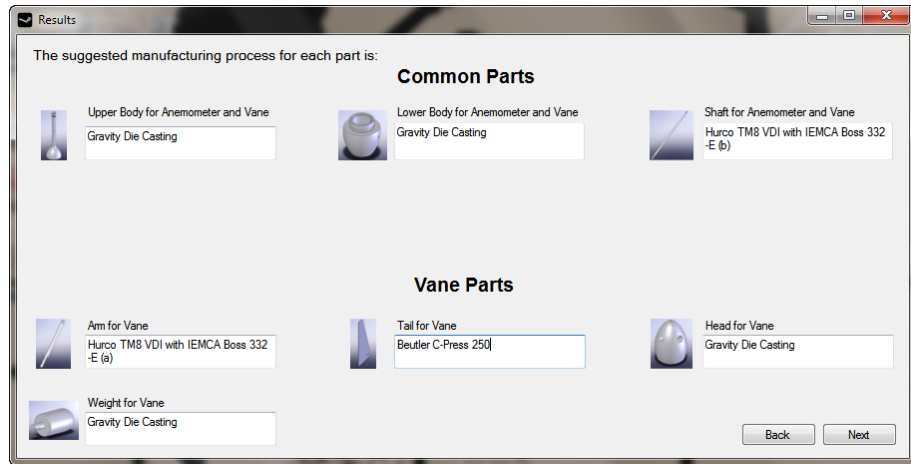 Results
The suggested manufacturing process for each part is:
Common Parts
Upper Body for Anemometer and Vane
Gravity Die Casting
Lower Body for Anemometer and Vane
Gravity Die Casting
Shaft for Anemometer and Vane
Hurco TM8 VDI with IEMCA Boss 332
-E (b)
Vane Parts
Arm for Vane
Hurco TM8 VDI with IEMCA Boss 332
-E (a)
Tail for Vane
Beutler C-Press 250
Head for Vane
Gravity Die Casting
Weight for Vane
Gravity Die Casting
Back
Next